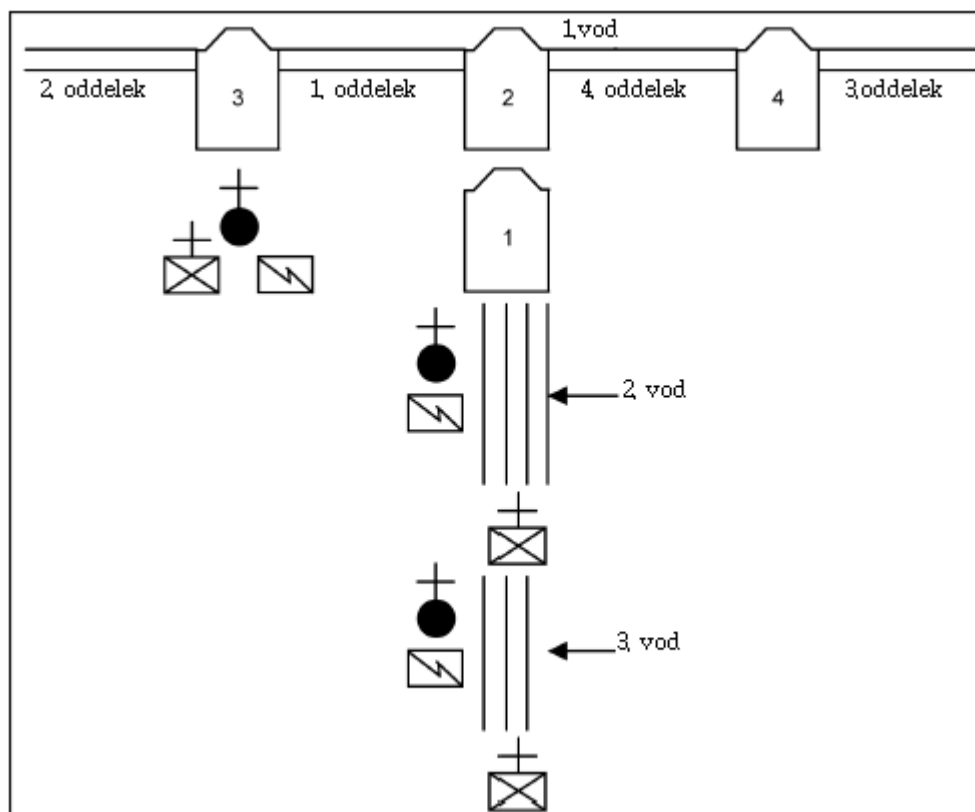 1,vod
2, oddelek
3
1, oddelek
2
4, oddelek
4
3,oddelek
1
2, vod
3, vod